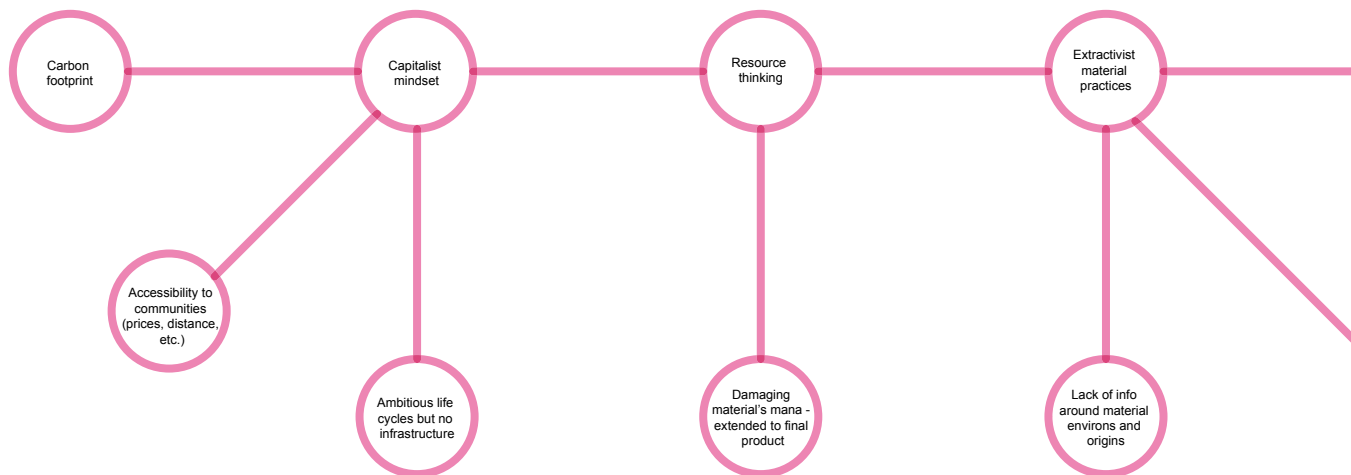 Carbon
footprint
Capitalist
mindset
Resource
thinking
Extractivist
material
practices
Accessibility to
communities
(prices, distance,
etc.)
Ambitious life
cycles but no
infrastructure
Damaging
material’s mana -
extended to final
product
Lack of info
around material
environs and
origins